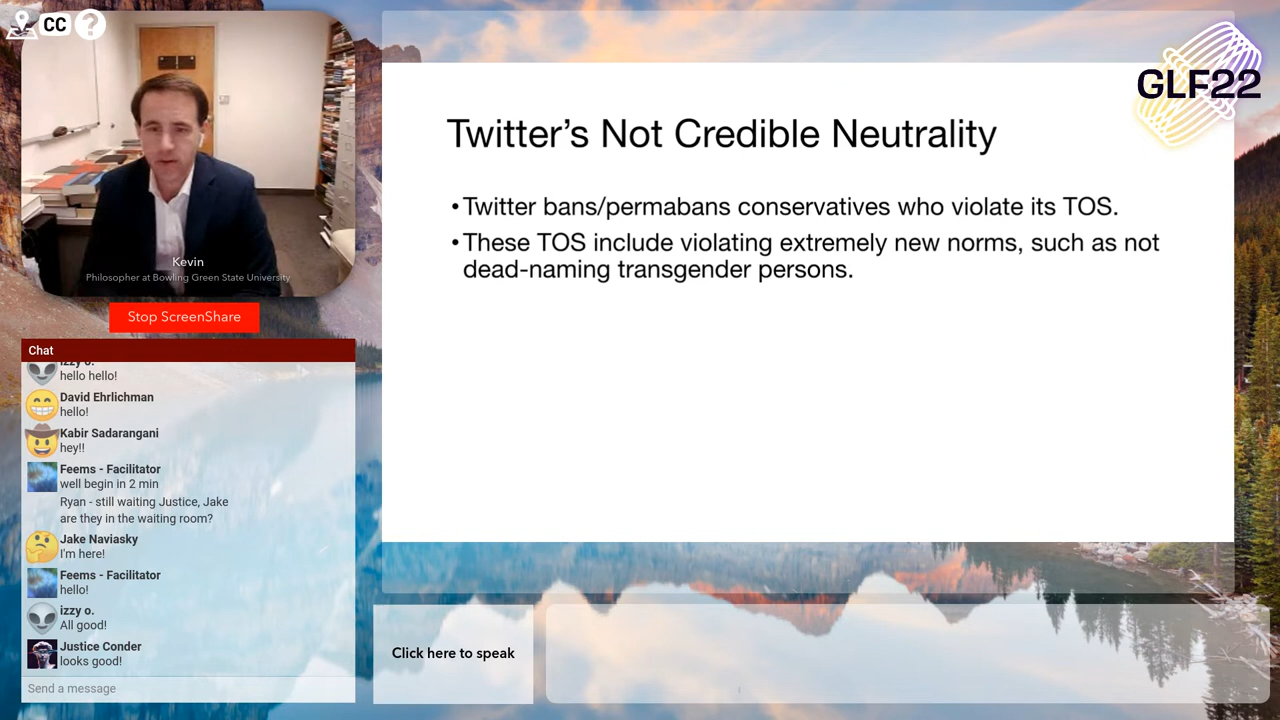 CC
?
GLF22
Twitter’s Not Credible Neutrality
•Twitter bans/permabans conservatives who violate its TOS.
•These TOS include violating extremely new norms, such as not
dead-naming transgender persons.
Kevin
Philosopher at Bowling Green State University
Stop ScreenShare
Chat
izzy o.
hello hello!
David Ehrlichman
hello!
Kabir Sadarangani
hey!!
Feems - Facilitator
well begin in 2 min
Ryan - still waiting Justice, Jake
are they in the waiting room?
Jake Naviasky
I'm here!
Feems - Facilitator
hello!
izzy o.
All good!
Justice Conder
looks good!
Send a message
Click here to speak